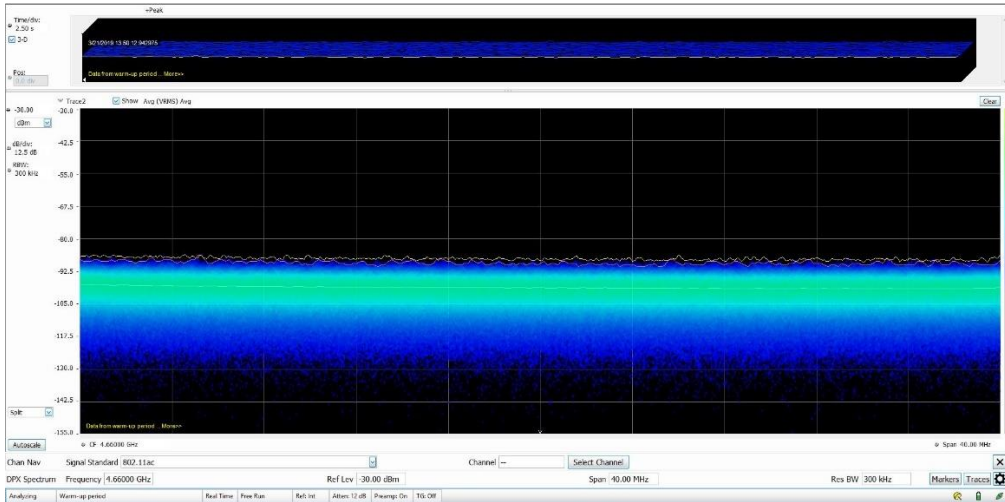 +Peak
Time/div:
2.50 s
3-D
3/21/2019 13:50 12.942975
Pos:
Data from warm-up period... More>>
Trace2 Show Avg (VRMS) Avg Clear
-30.00 -30.0
dBm
-42.5
dB/div:
12.5 dB
RBW:
300 kHz
-55.0
-67.5
-80.0
-92.5
-105.0
-117.5
-130.0
-142.5
Split
Data from warm-up period... More>>
-155.0
Autoscale CF 4.66000 GHz Span 40.00 MHz
Chan Nav Signal Standard 802.11ac Channel -- Select Channel
DPX Spectrum Frequency 4.66000 GHz Ref Lev -30.00 dBm Span 40.00 MHz Res BW 300 kHz Markers Traces
Analyzing Warm-up period Real Time Free Run Ref: Int Atten: 12 dB Preamp: On TG: Off